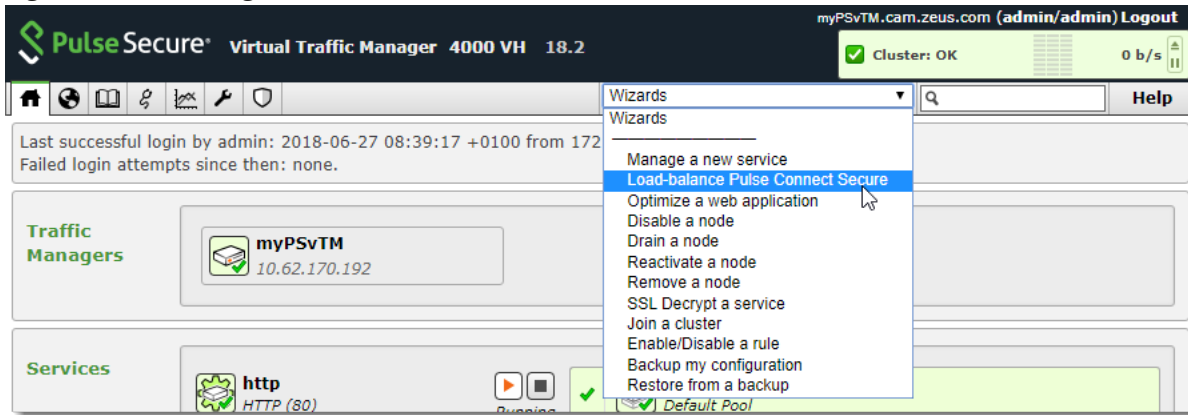 myPSvTM.cam.zeus.com (admin/admin) Logout
Pulse Secure® Virtual Traffic Manager 4000 VH 18.2
Cluster: OK
0 b/s
Wizards
Help
Wizards
Last successful login by admin: 2018-06-27 08:39:17 +0100 from 172
Failed login attempts since then: none.
Manage a new service
Load-balance Pulse Connect Secure
Optimize a web application
Disable a node
Drain a node
Reactivate a node
Remove a node
SSL Decrypt a service
Join a cluster
Enable/Disable a rule
Backup my configuration
Restore from a backup
Traffic
Managers
myPSvTM
10.62.170.192
Services
http
HTTP (80)
Running
Default Pool